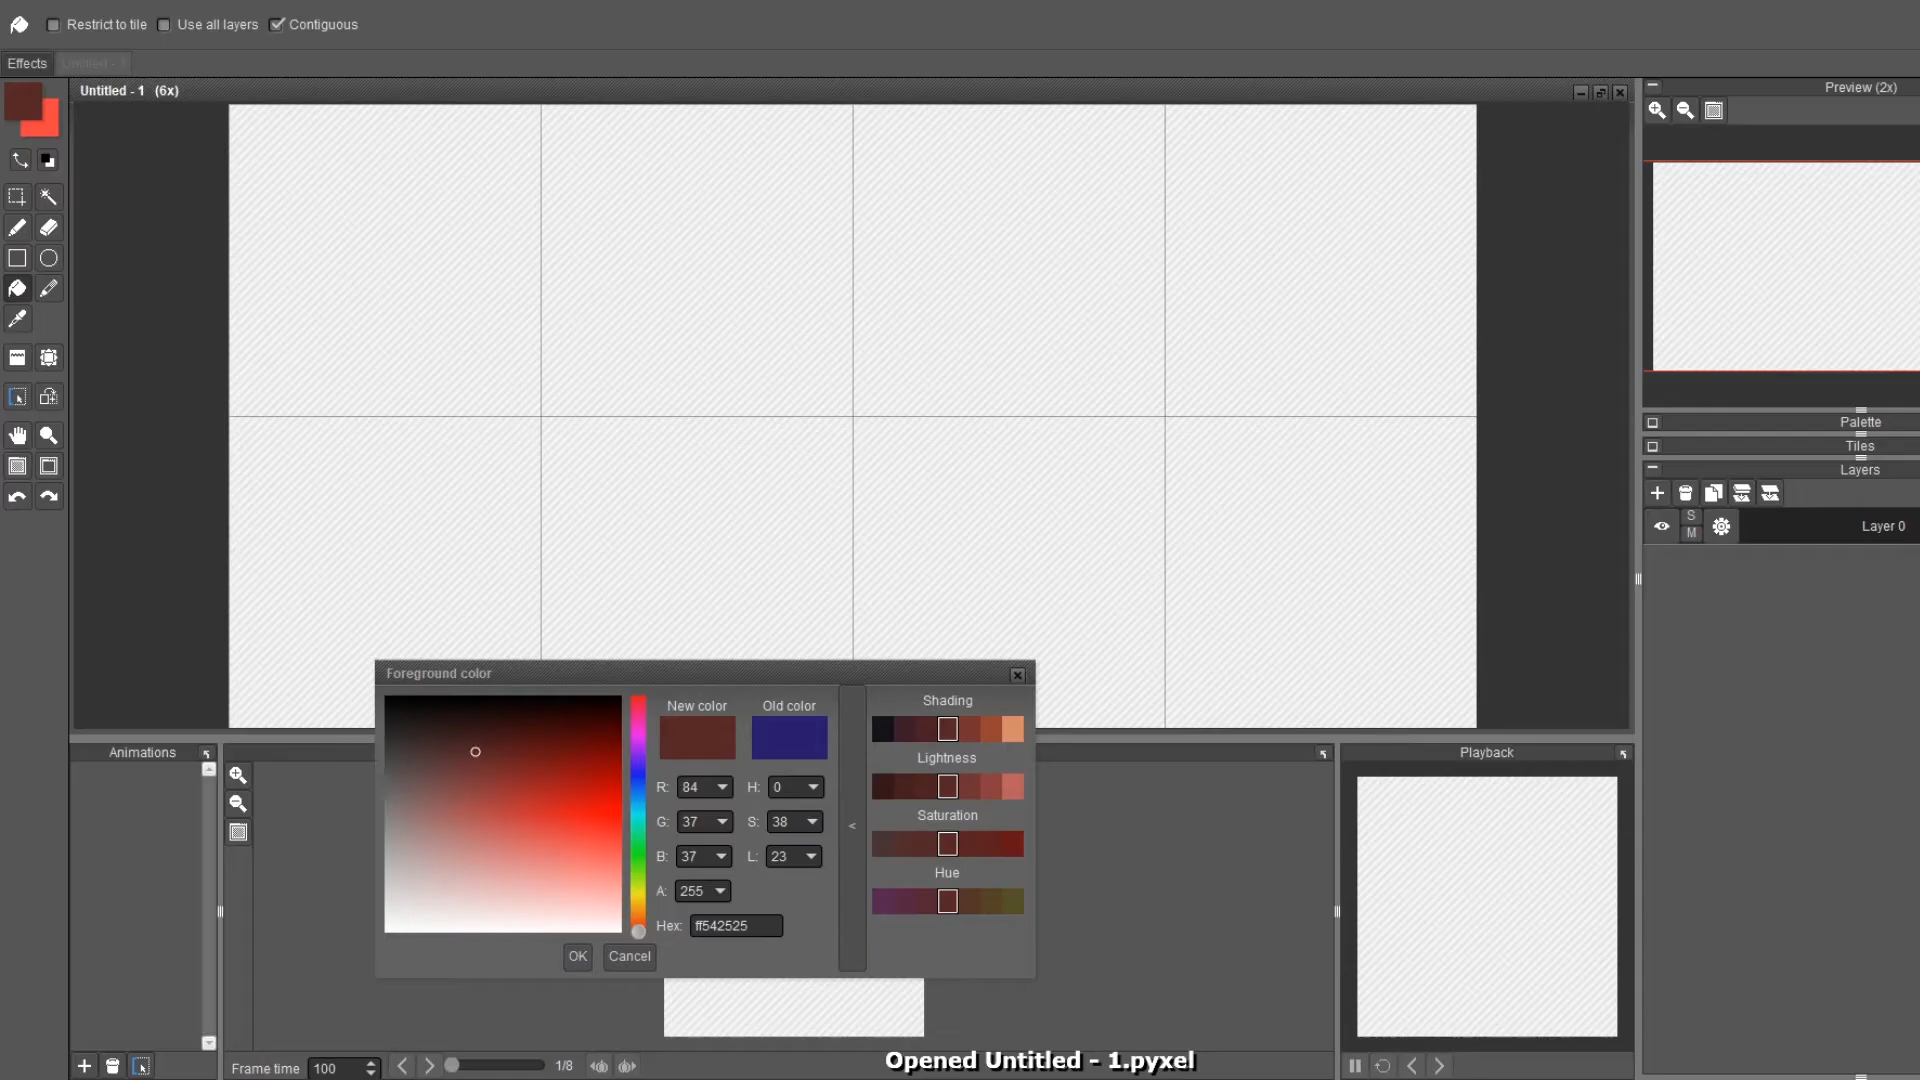 Restrict to tile Use all layers Contiguous
Effects Untitled - 1
Untitled - 1 (6x)
Preview (2x)
Palette
Tiles
Layers
S
M
Layer 0
Foreground color
New color Old color
R: 84 H: 0
G: 37 S: 38
B: 37 L: 23
A: 255
Hex: ff542525
OK Cancel
<
Shading
Lightness
Saturation
Hue
Animations
Playback
Frame time 100
1/8
Opened Untitled - 1.pyxel